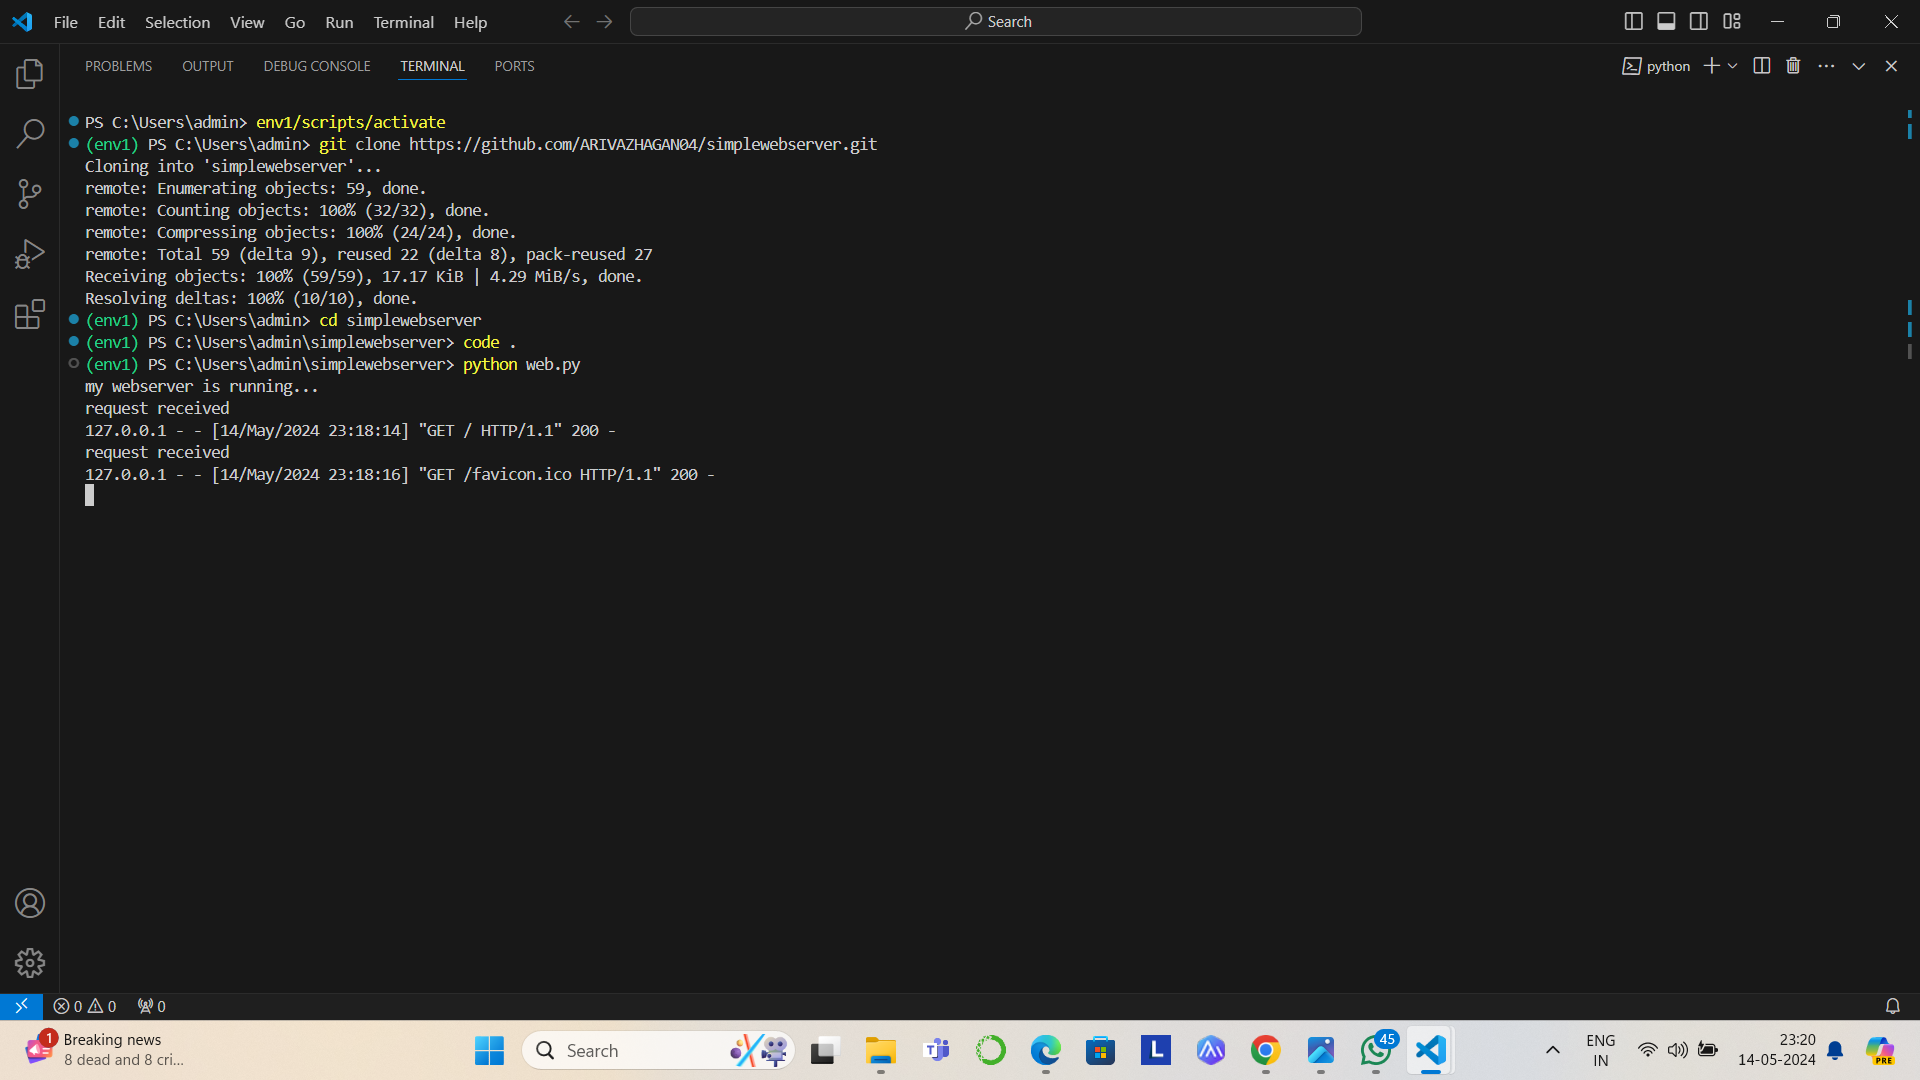 File Edit Selection View Go Run Terminal Help
Search
PROBLEMS OUTPUT DEBUG CONSOLE TERMINAL PORTS
python
PS C:\Users\admin> env1/scripts/activate
(env1) PS C:\Users\admin> git clone https://github.com/ARIVAZHAGAN04/simplewebserver.git
Cloning into 'simplewebserver'...
remote: Enumerating objects: 59, done.
remote: Counting objects: 100% (32/32), done.
remote: Compressing objects: 100% (24/24), done.
remote: Total 59 (delta 9), reused 22 (delta 8), pack-reused 27
Receiving objects: 100% (59/59), 17.17 KiB | 4.29 MiB/s, done.
Resolving deltas: 100% (10/10), done.
(env1) PS C:\Users\admin> cd simplewebserver
(env1) PS C:\Users\admin\simplewebserver> code .
(env1) PS C:\Users\admin\simplewebserver> python web.py
my webserver is running...
request received
127.0.0.1 - - [14/May/2024 23:18:14] "GET / HTTP/1.1" 200 -
request received
127.0.0.1 - - [14/May/2024 23:18:16] "GET /favicon.ico HTTP/1.1" 200 -
0 0 0
1
Breaking news
8 dead and 8 cri...
Search
T
L
45
ENG
IN
23:20
14-05-2024
PRE